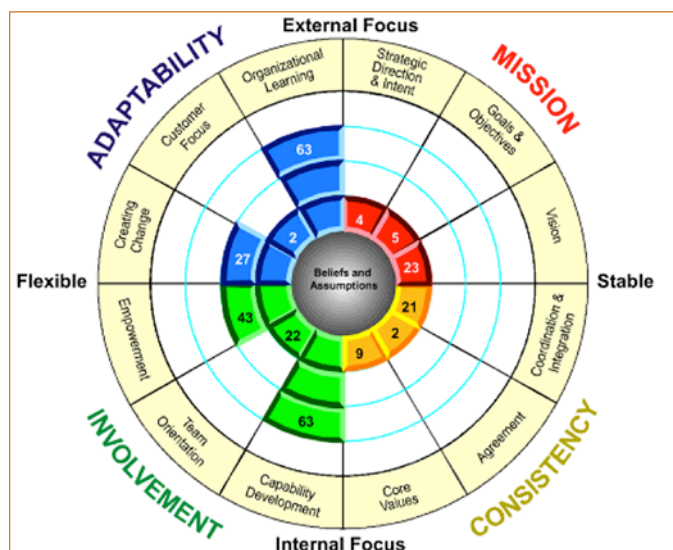 External Focus
ADAPTABILITY
MISSION
Organizational
Learning
Strategic
Direction
& Intent
Customer
Focus
Goals &
Objectives
Creating
Change
Vision
63
2
27
4
5
23
Beliefs and
Assumptions
Flexible
Stable
43
22
63
21
2
9
Empowerment
Coordination &
Integration
Team
Orientation
Agreement
Capability
Development
Core
Values
INVOLVEMENT
CONSISTENCY
Internal Focus